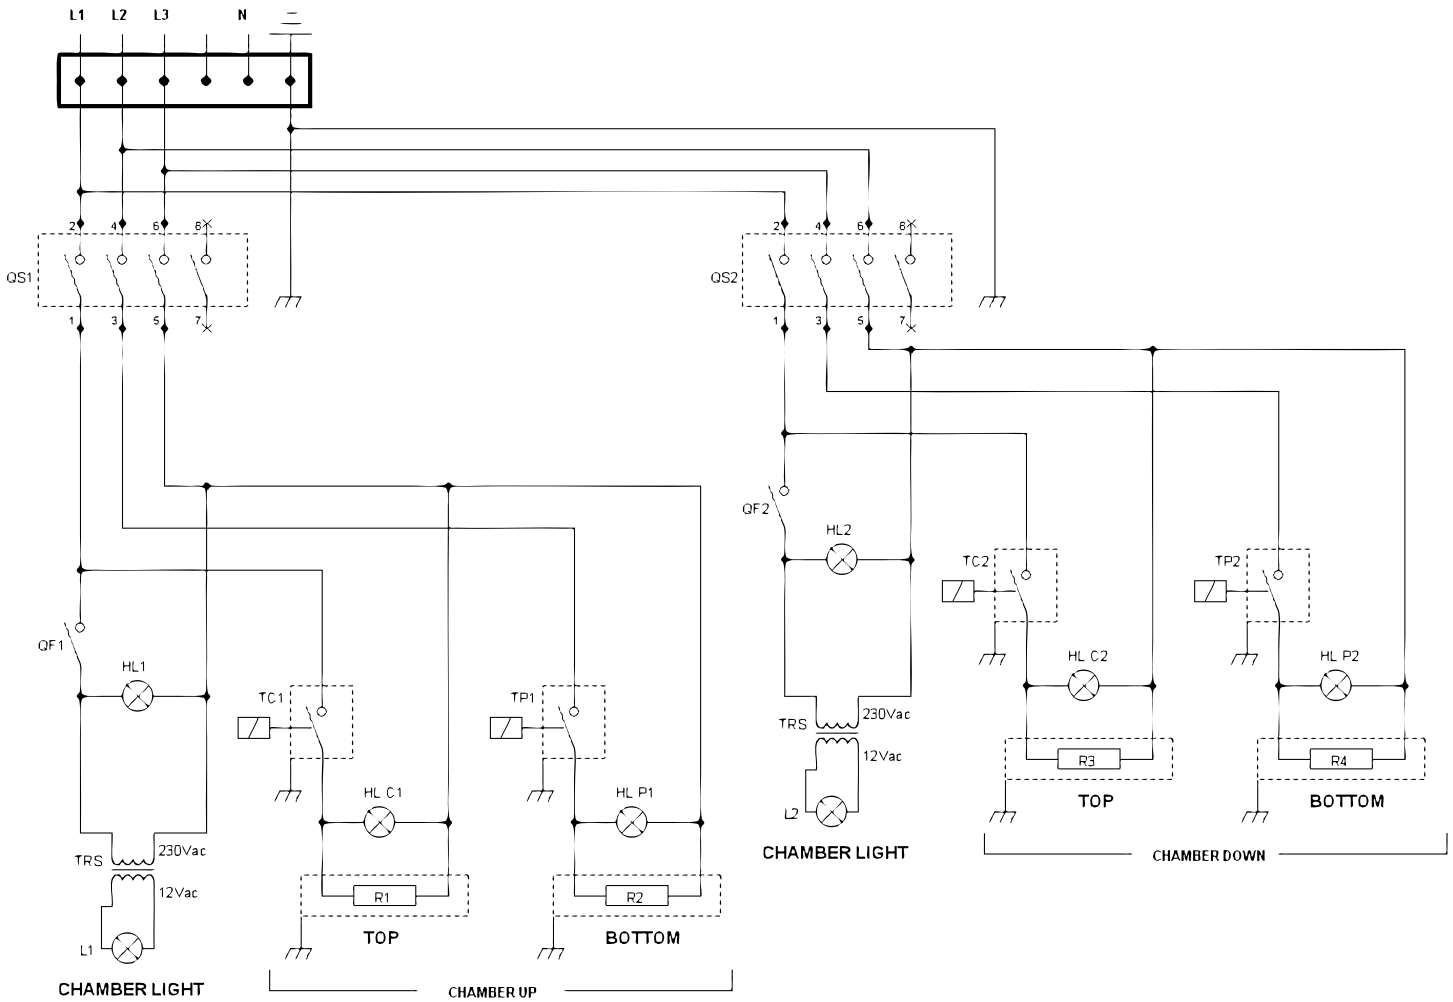 L1 L2 L3 N
2 4 6 8
QS1
1 3 5 7
2 4 6 8
QS2
1 3 5 7
QF1
HL1
TRS
230Vac
12Vac
L1
CHAMBER LIGHT
TC1
HL C1
R1
TOP
TP1
HL P1
R2
BOTTOM
CHAMBER UP
QF2
HL2
TRS
230Vac
12Vac
L2
CHAMBER LIGHT
TC2
HL C2
R3
TOP
TP2
HL P2
R4
BOTTOM
CHAMBER DOWN